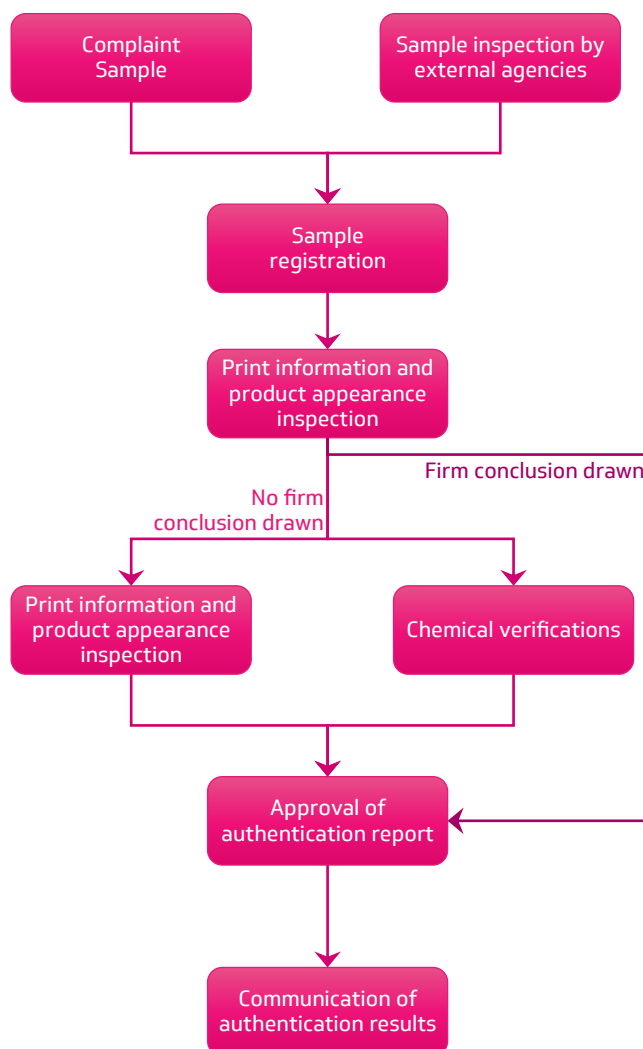 Complaint
Sample
Sample inspection by
external agencies
Sample
registration
Print information and
product appearance
inspection
Firm conclusion drawn
No firm
conclusion drawn
Print information and
product appearance
inspection
Chemical verifications
Approval of
authentication report
Communication of
authentication results